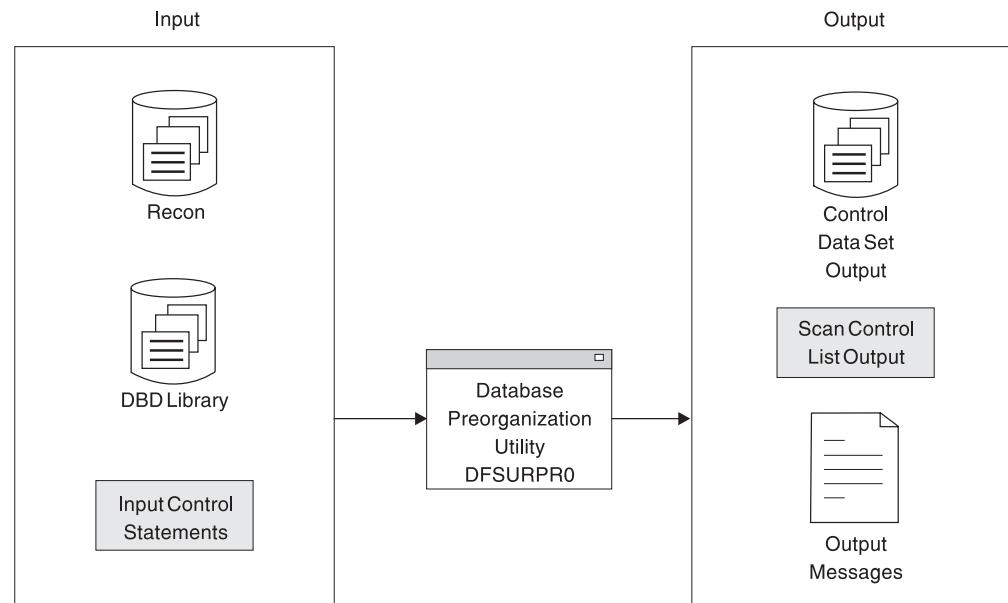 Input
Recon
DBD Library
Input Control
Statements
Database
Preorganization
Utility
DFSURPR0
Output
Control
Data Set
Output
Scan Control
List Output
Output
Messages